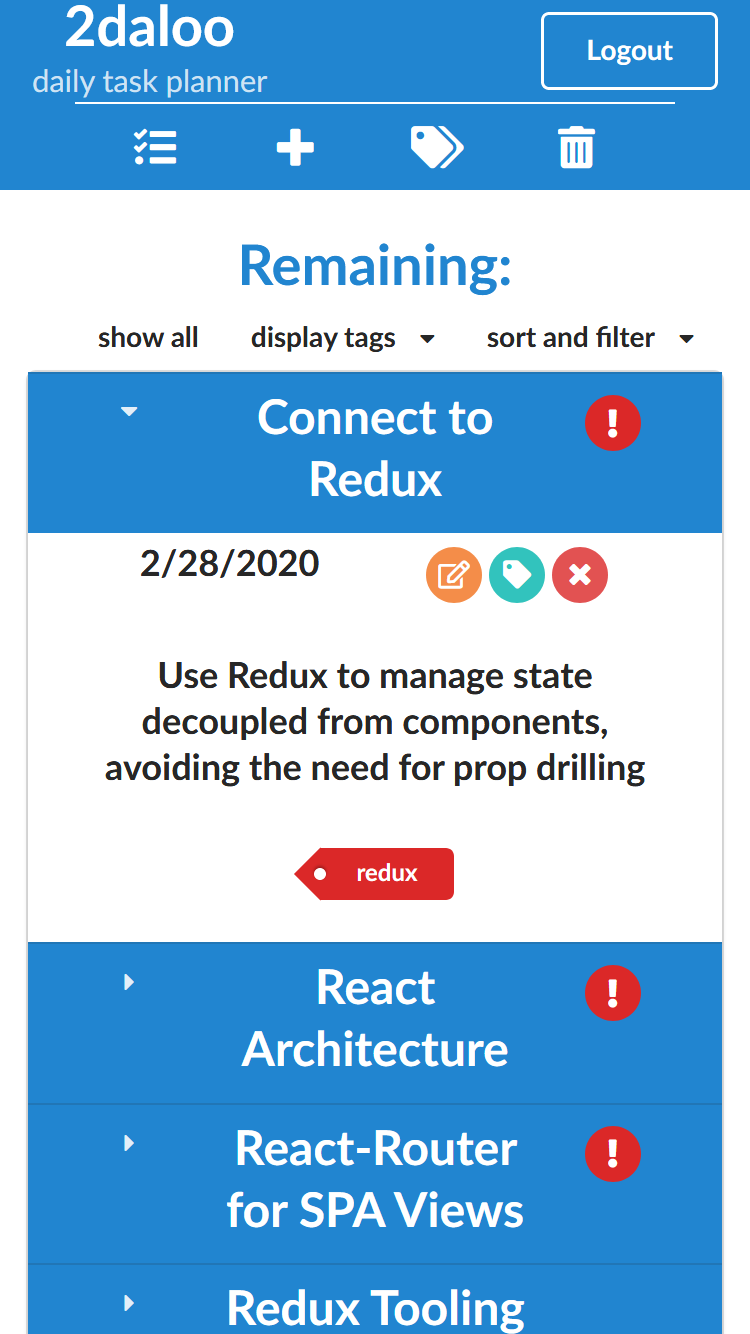 2daloo
daily task planner
Logout
Remaining:
show all
display tags
sort and filter
Connect to
Redux
2/28/2020
Use Redux to manage state
decoupled from components,
avoiding the need for prop drilling
redux
React
Architecture
React-Router
for SPA Views
Redux Tooling